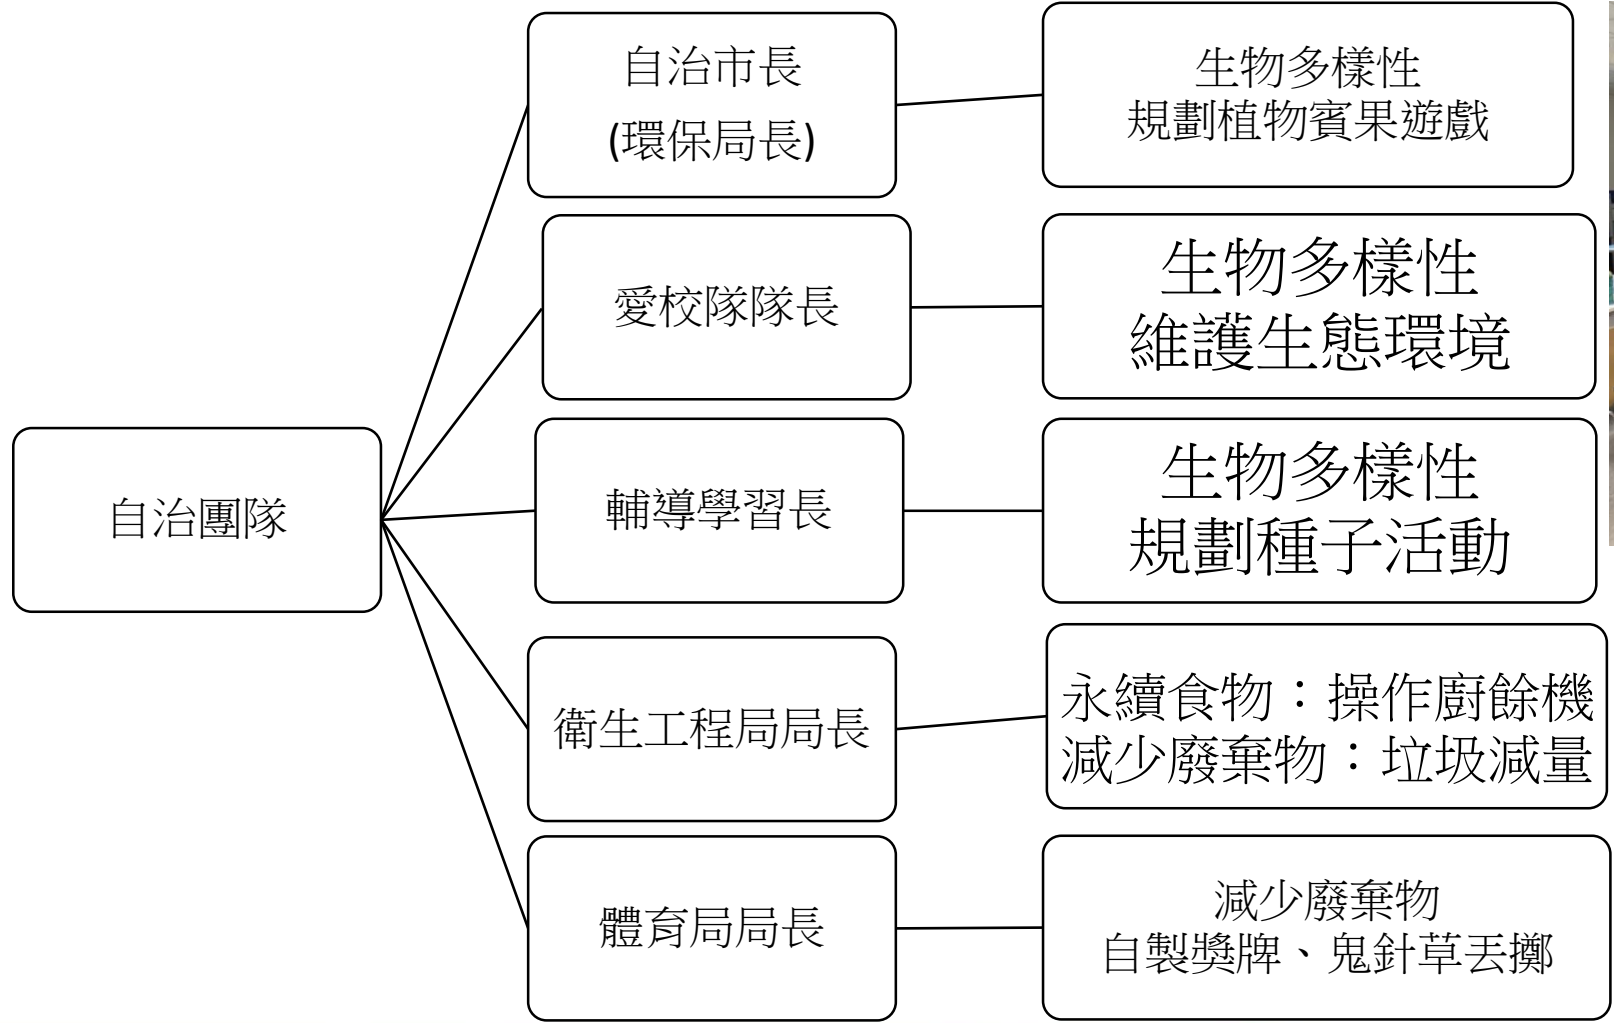 自治團隊
自治市長
(環保局長)
生物多樣性
規劃植物賓果遊戲
愛校隊隊長
生物多樣性
維護生態環境
輔導學習長
生物多樣性
規劃種子活動
衛生工程局局長
永續食物：操作廚餘機
減少廢棄物：垃圾減量
體育局局長
減少廢棄物
自製獎牌、鬼針草丟擲